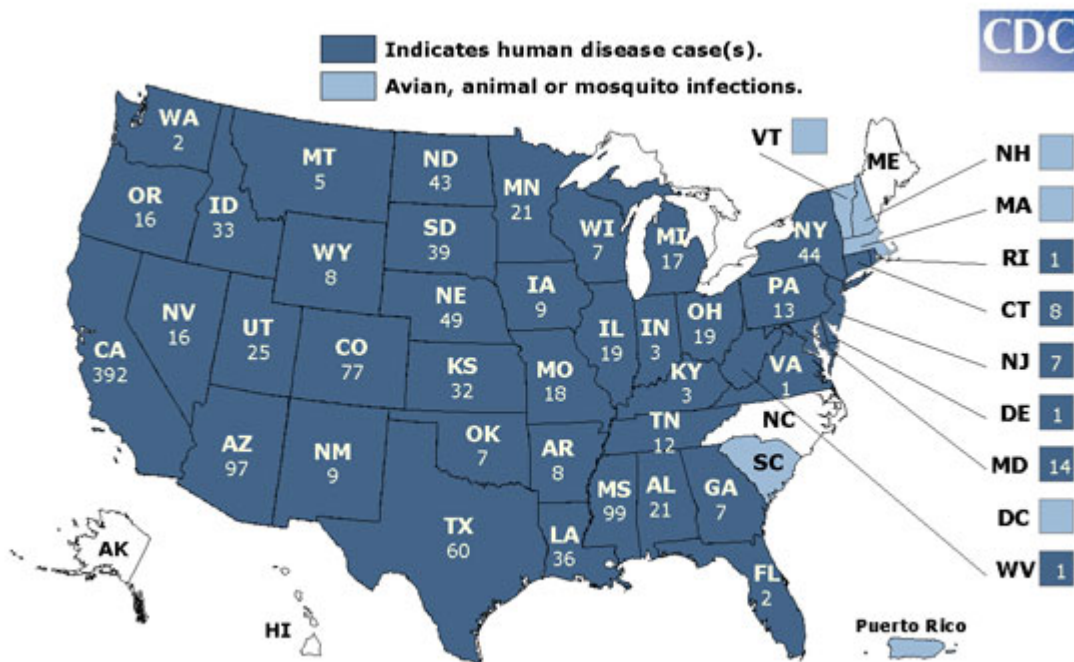 Indicates human disease case(s).
Avian, animal or mosquito infections.
CDC
WA
2
MT
5
ND
43
MN
21
VT
ME
NH
OR
16
ID
33
WY
8
SD
39
WI
7
MI
17
NY
44
MA
RI 1
NV
16
UT
25
CO
77
NE
49
IA
9
IL
19
IN
3
OH
19
PA
13
CT 8
CA
392
KS
32
MO
18
KY
3
VA
1
NJ 7
AZ
97
NM
9
OK
7
AR
8
TN
12
NC
DE 1
SC
MD 14
TX
60
LA
36
MS
99
AL
21
GA
7
DC
AK
HI
FL
2
WV 1
Puerto Rico